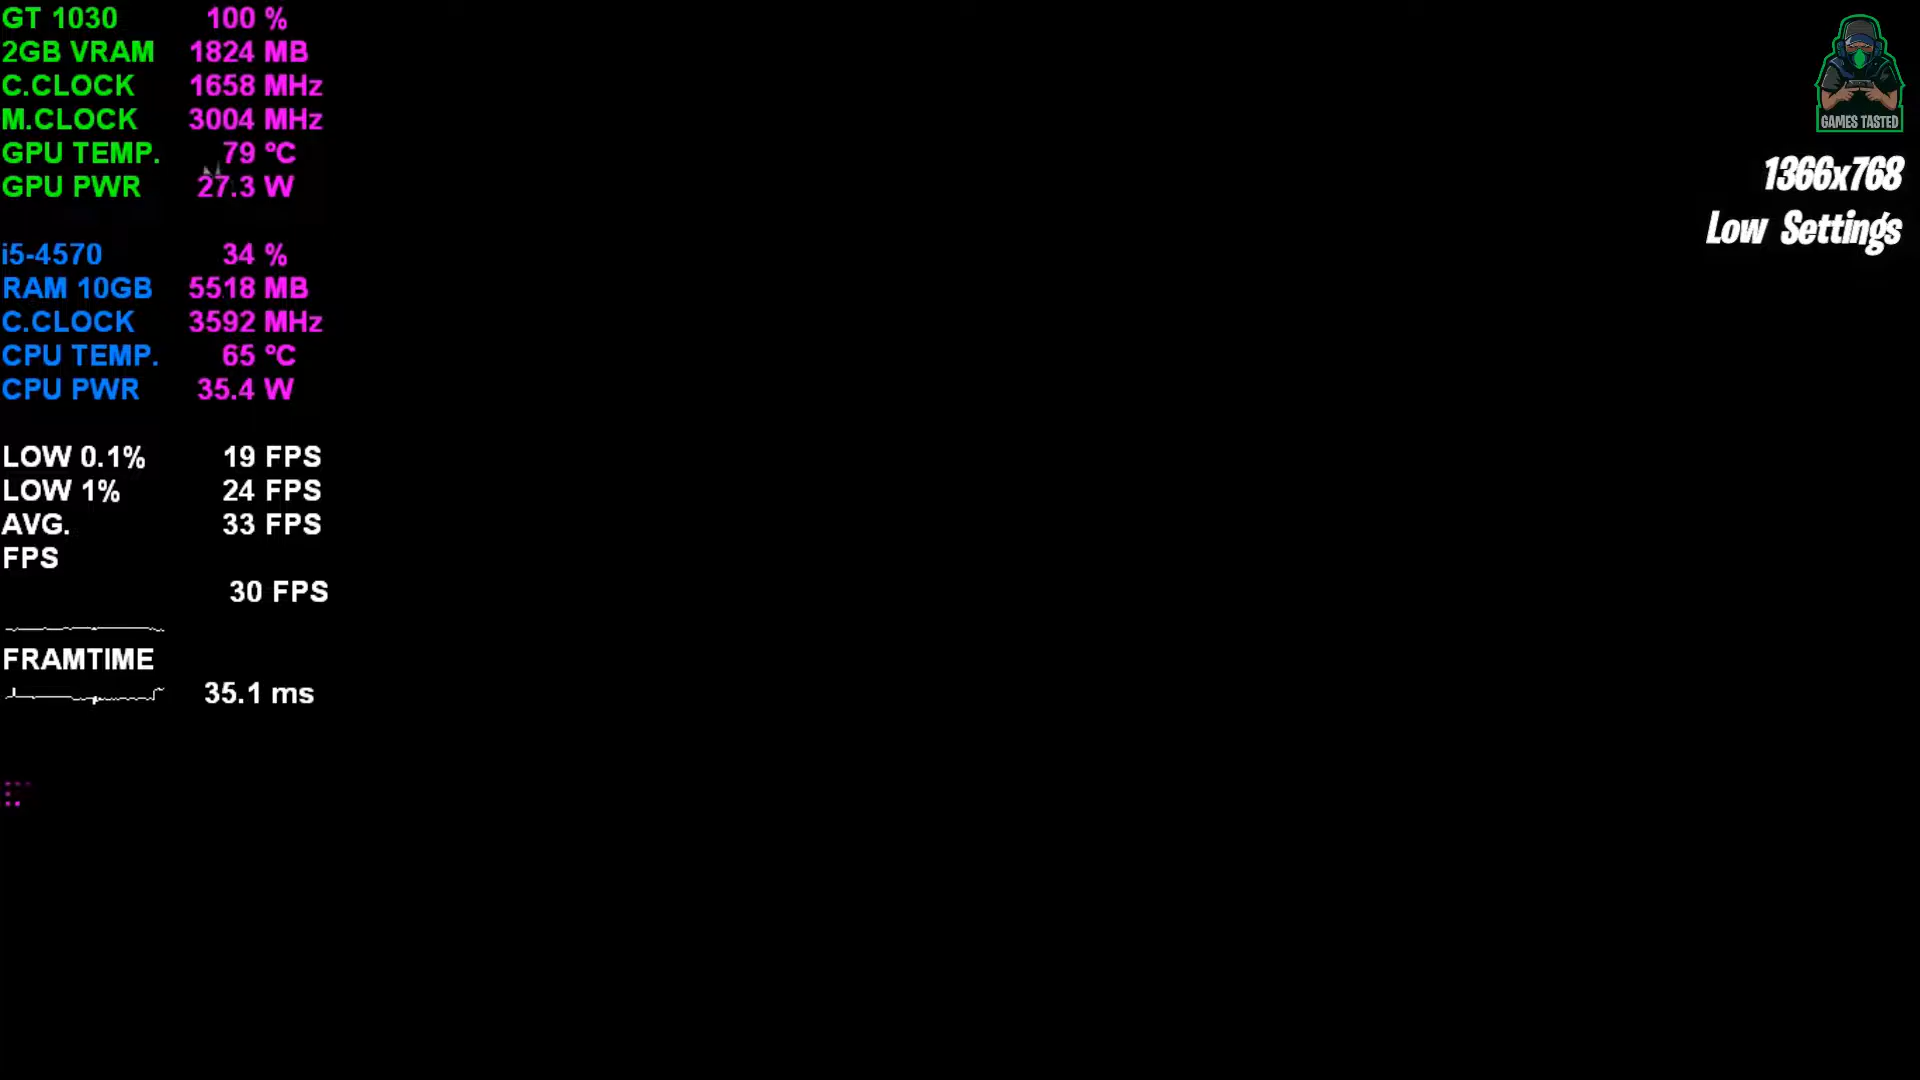 GT 1030 100 %
2GB VRAM 1824 MB
C.CLOCK 1658 MHz
M.CLOCK 3004 MHz
GPU TEMP. 79 °C
GPU PWR 27.3 W
i5-4570 34 %
RAM 10GB 5518 MB
C.CLOCK 3592 MHz
CPU TEMP. 65 °C
CPU PWR 35.4 W
LOW 0.1% 19 FPS
LOW 1% 24 FPS
AVG. 33 FPS
FPS
30 FPS
FRAMTIME
35.1 ms
GAMES TASTED
1366x768
Low Settings